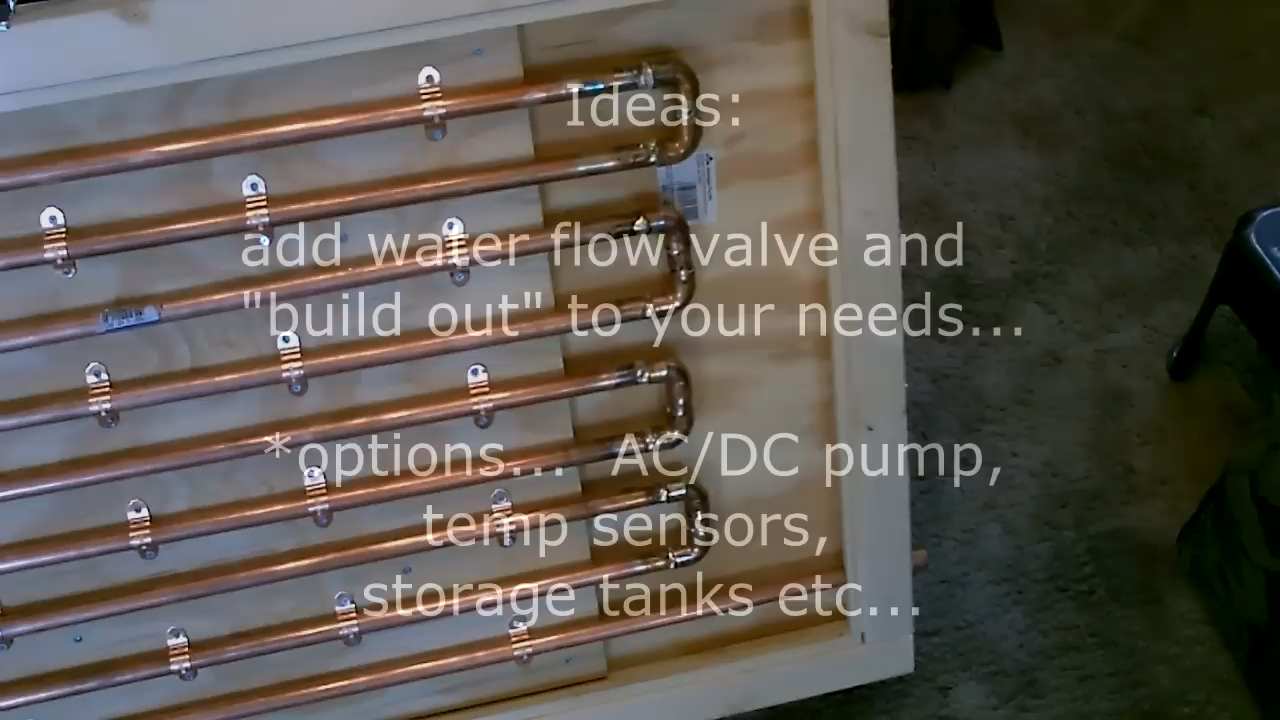 Ideas:
add water flow valve and
"build out" to your needs...
*options... AC/DC pump,
temp sensors,
storage tanks etc...